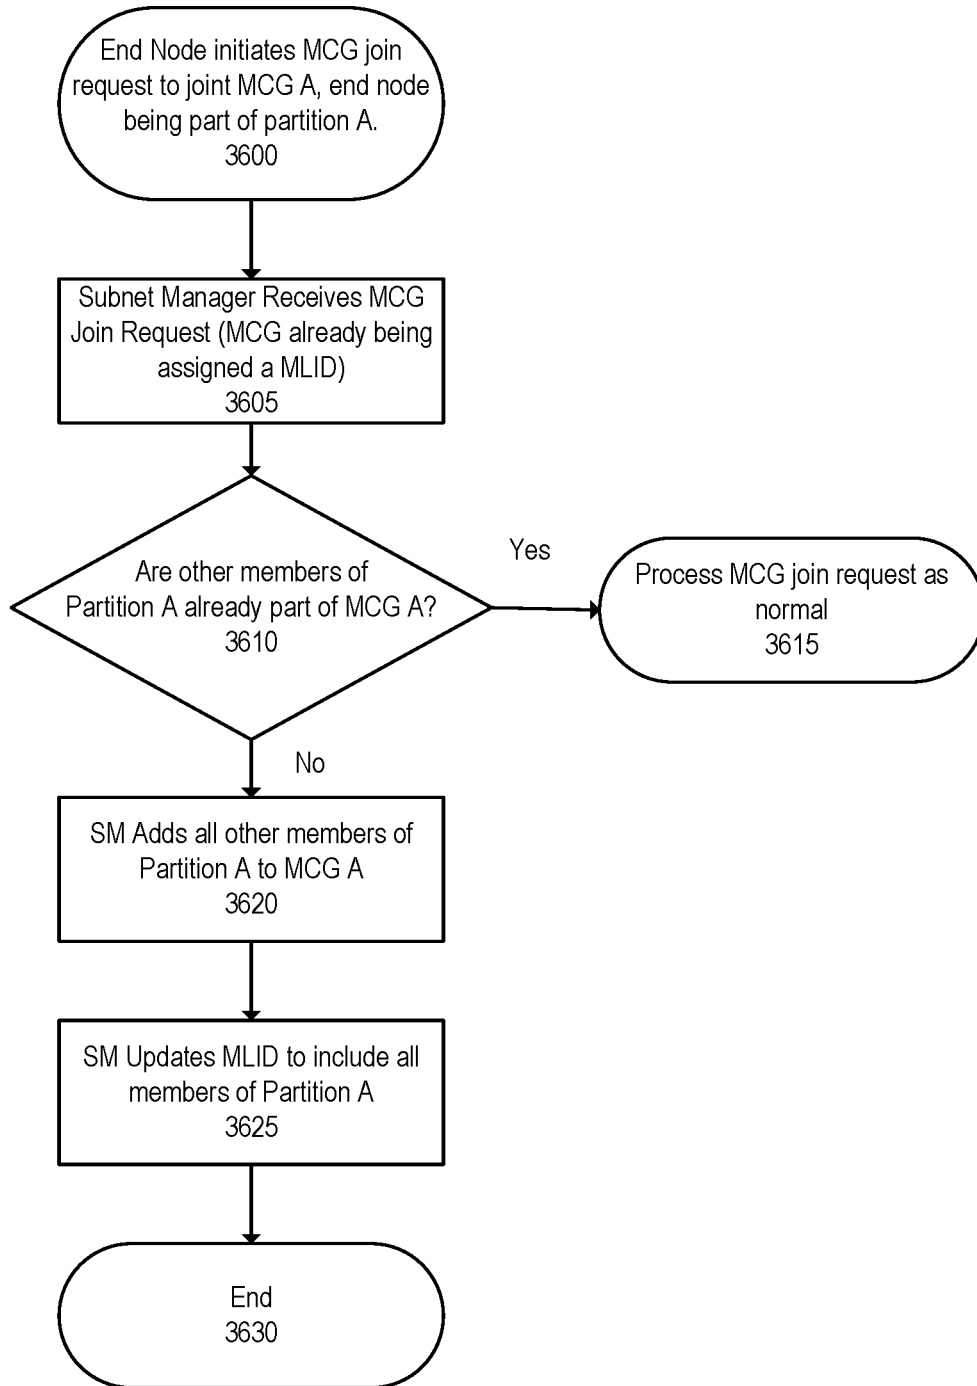 End Node initiates MCG join
request to joint MCG A, end node
being part of partition A.
3600
Subnet Manager Receives MCG
Join Request (MCG already being
assigned a MLID)
3605
Are other members of
Partition A already part of MCG A?
3610
Yes
Process MCG join request as
normal
3615
No
SM Adds all other members of
Partition A to MCG A
3620
SM Updates MLID to include all
members of Partition A
3625
End
3630